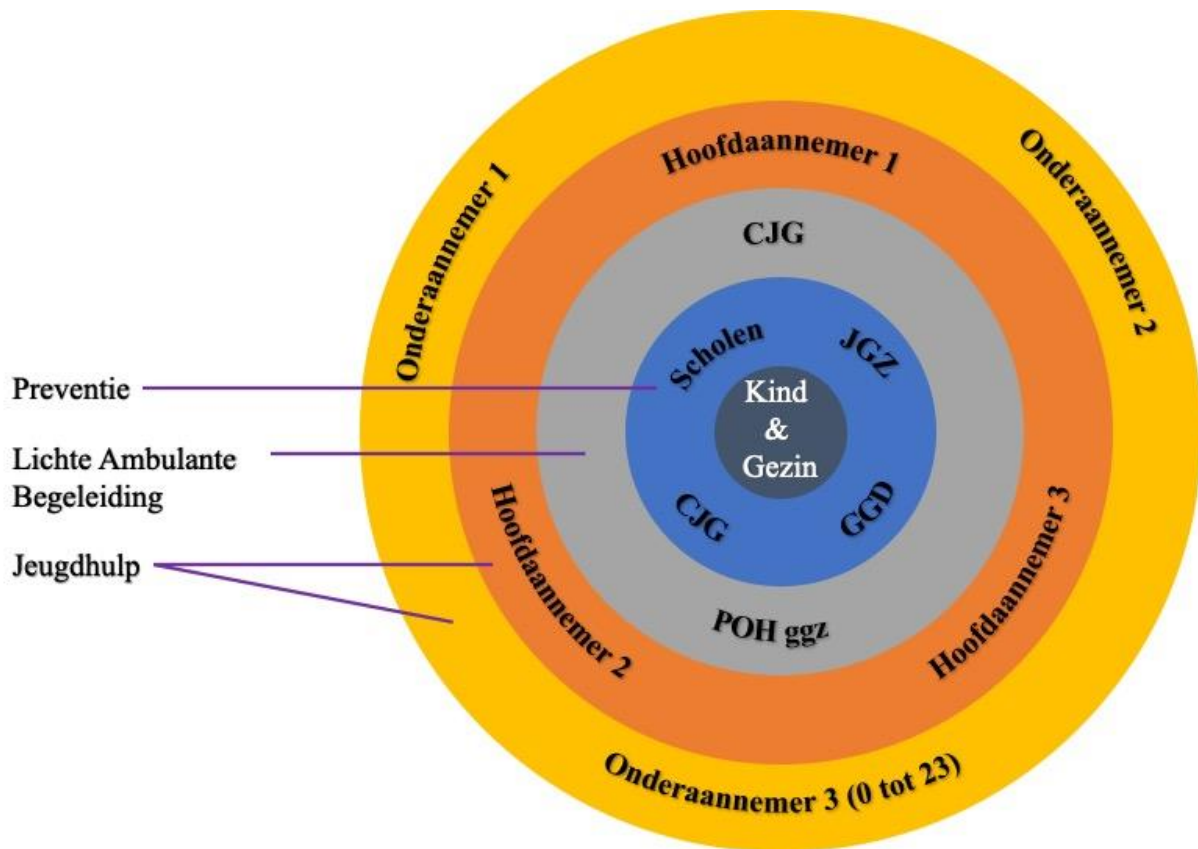 Preventie
Lichte Ambulante
Begeleiding
Jeugdhulp
Onderaannemer 1
Hoofdaannemer 1
Onderaannemer 2
CJG
Scholen
JGZ
Kind
&
Gezin
CJG
GGD
Hoofdaannemer 2
Hoofdaannemer 3
POH ggz
Onderaannemer 3 (0 tot 23)